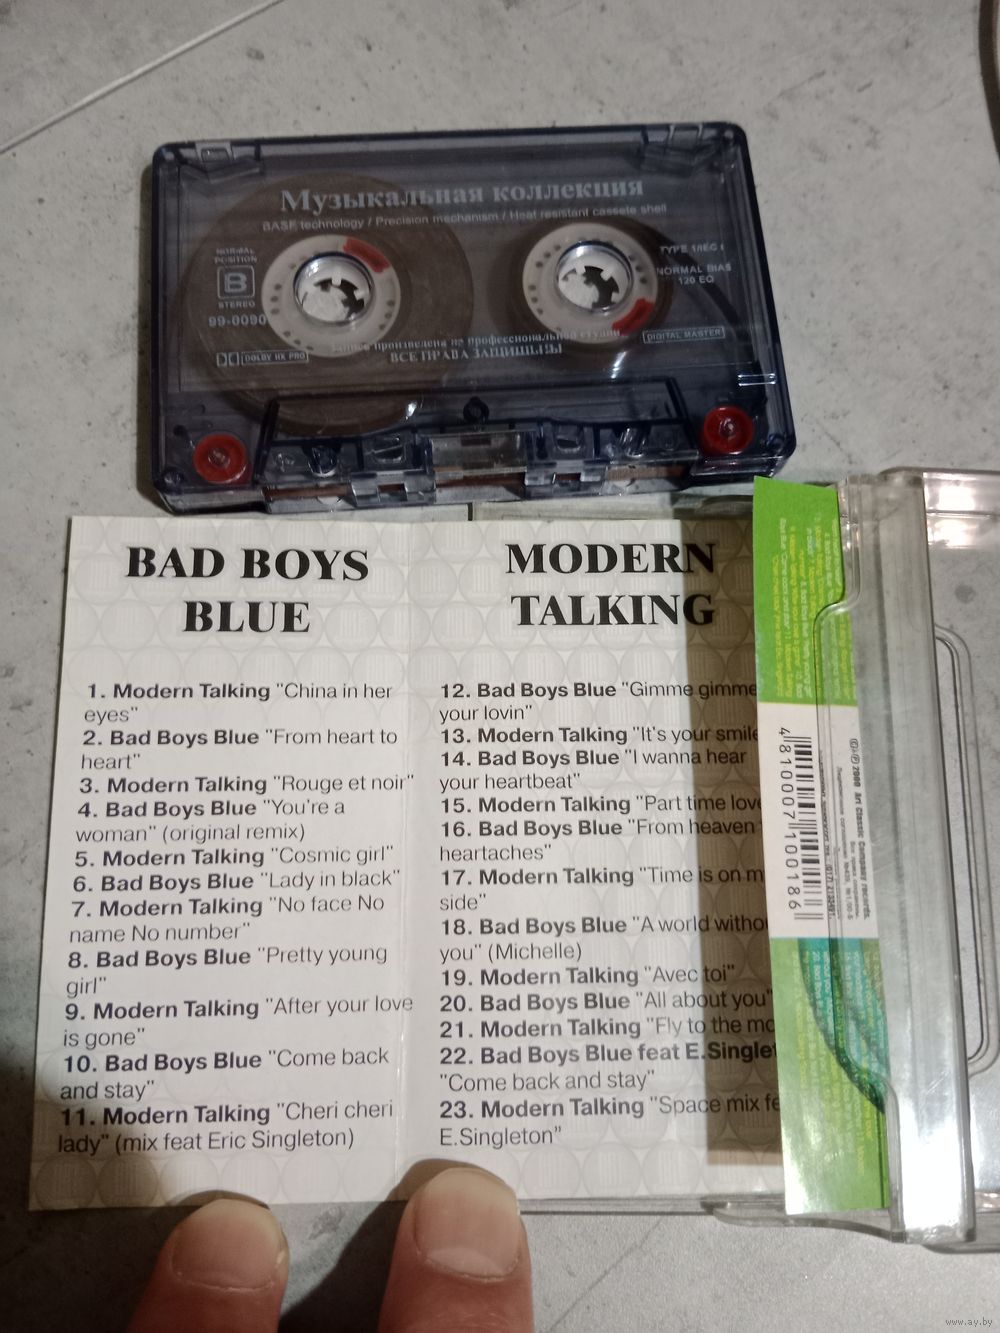 Музыкальная коллекция
BASF technology / Precision mechanism / Heat resistant cassete shell
NORMAL
POSITION
B
STEREO
99-0090
DOLBY HX PRO
TYPE I/IEC I
NORMAL BIAS
120 EQ
DIGITAL MASTER
произведена на профессиональной студии
ВСЕ ПРАВА ЗАЩИЩЕНЫ
BAD BOYS
BLUE
1. Modern Talking "China in her
eyes"
2. Bad Boys Blue "From heart to
heart"
3. Modern Talking "Rouge et noir"
4. Bad Boys Blue "You're a
woman" (original remix)
5. Modern Talking "Cosmic girl"
6. Bad Boys Blue "Lady in black"
7. Modern Talking "No face No
name No number"
8. Bad Boys Blue "Pretty young
girl"
9. Modern Talking "After your love
is gone"
10. Bad Boys Blue "Come back
and stay"
11. Modern Talking "Cheri cheri
lady" (mix feat Eric Singleton)
MODERN
TALKING
12. Bad Boys Blue "Gimme gimme
your lovin"
13. Modern Talking "It's your smile
14. Bad Boys Blue "I wanna hear
your heartbeat"
15. Modern Talking "Part time love
16. Bad Boys Blue "From heaven
heartaches"
17. Modern Talking "Time is on m
side"
18. Bad Boys Blue "A world witho
you" (Michelle)
19. Modern Talking "Avec toi"
20. Bad Boys Blue "All about you"
21. Modern Talking "Fly to the mo
22. Bad Boys Blue feat E.Singlet
"Come back and stay"
23. Modern Talking "Space mix fe
E.Singleton"
4810007100186
©℗ 2000 Art Classic Company records.
www.ay.by